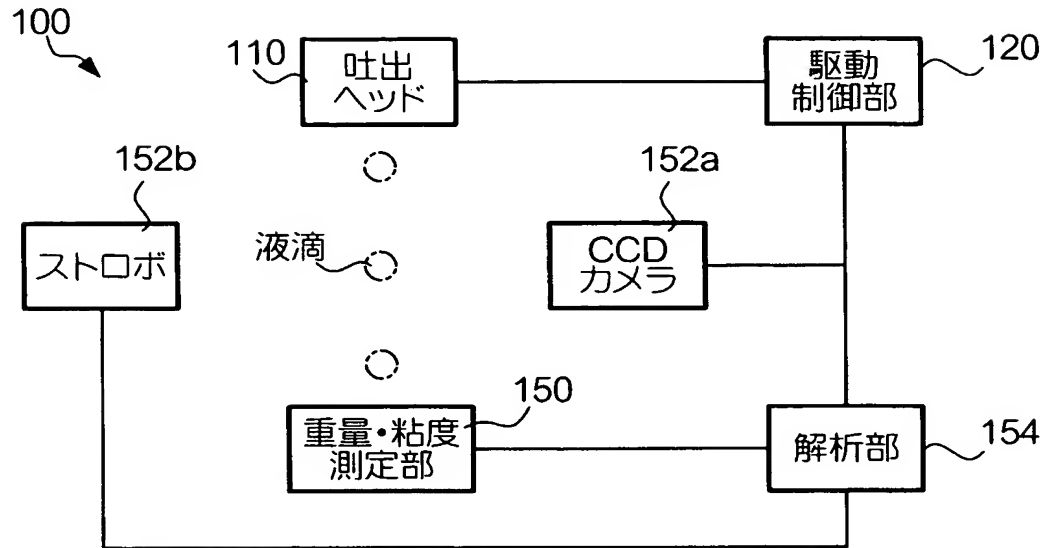 100
110
吐出
ヘッド
駆動
制御部
120
152b
152a
ストロボ
液滴
CCD
カメラ
150
重量・粘度
測定部
解析部
154